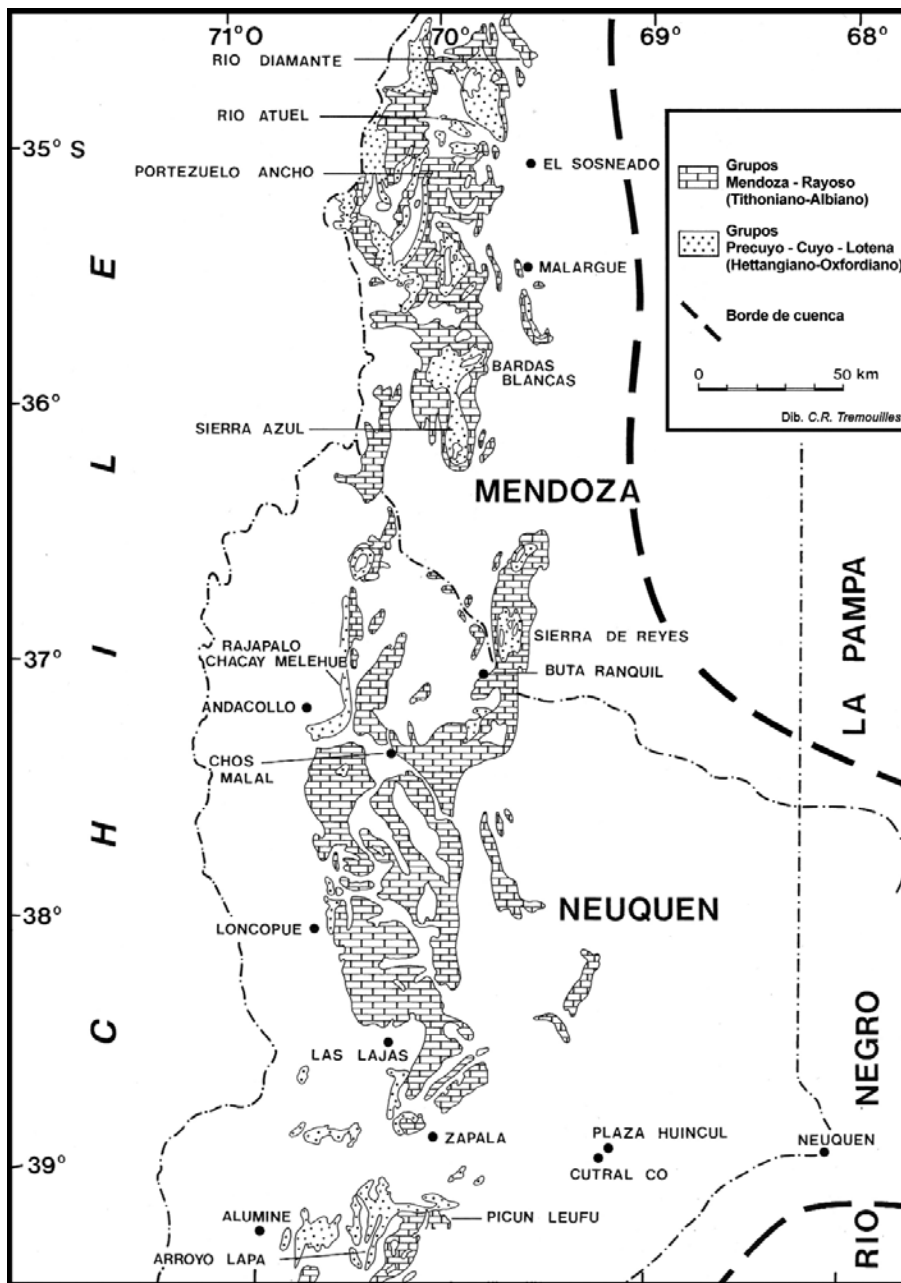 71°O 70° 69° 68°
RIO DIAMANTE
RIO ATUEL
35° S
PORTEZUELO ANCHO
EL SOSNEADO
Grupos
Mendoza - Rayoso
(Tithoniano-Albiano)
Grupos
Precuyo - Cuyo - Lotena
(Hettangiano-Oxfordiano)
Borde de cuenca
0 50 km
Dib. C.R. Tremouilles
MALARGUE
BARDAS
BLANCAS
36°
SIERRA AZUL
MENDOZA
SIERRA DE REYES
RAJAPALO
CHACAY MELEHUE
37°
BUTA RANQUIL
ANDACOLLO
CHOS
MALAL
LA PAMPA
CHILE
NEUQUEN
38°
LONCOPUE
LAS LAJAS
ZAPALA
PLAZA HUINCUL
CUTRAL CO
NEUQUEN
39°
ALUMINE
PICUN LEUFU
ARROYO LAPA
RIO NEGRO